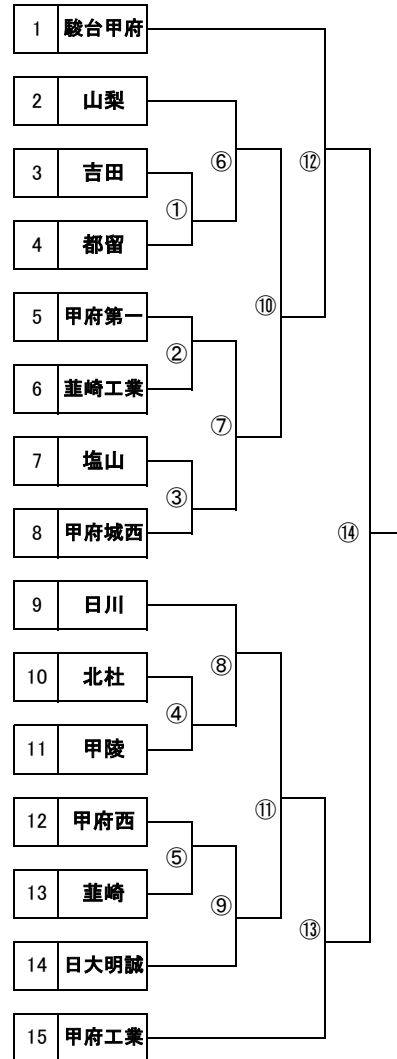 1 駿台甲府
2 山梨
⑥
⑫
3 吉田
①
4 都留
⑩
5 甲府第一
②
6 韮崎工業
⑦
7 塩山
③
8 甲府城西
⑭
9 日川
⑧
10 北杜
④
11 甲陵
⑪
12 甲府西
⑤
13 韮崎
⑨
⑬
14 日大明誠
15 甲府工業